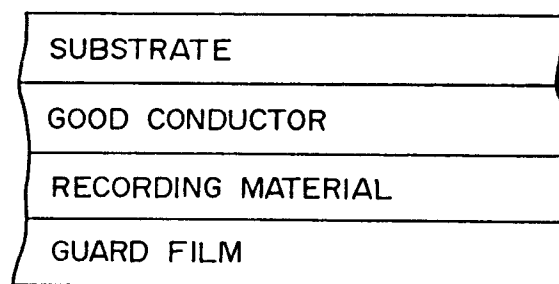 SUBSTRATE
GOOD CONDUCTOR
RECORDING MATERIAL
GUARD FILM